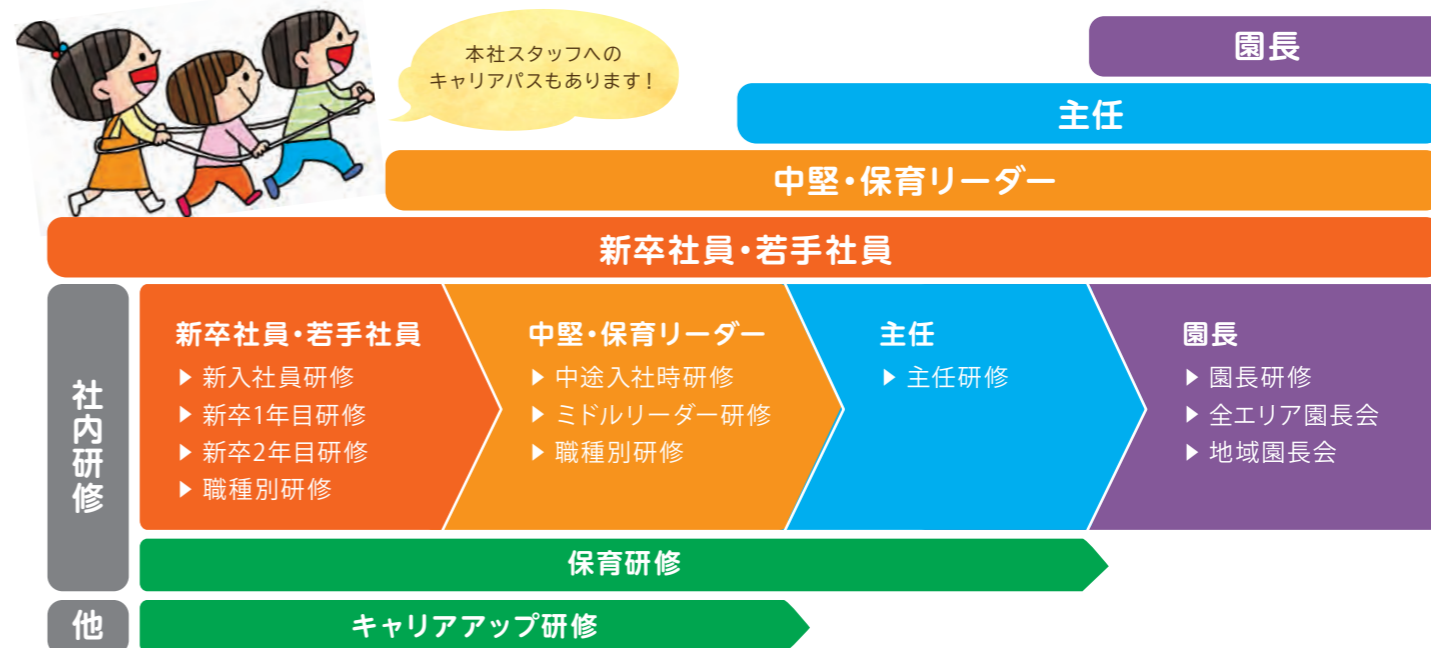 本社スタッフへの
キャリアパスもあります!
園長
主任
中堅・保育リーダー
新卒社員・若手社員
社内研修
新卒社員・若手社員
▶ 新入社員研修
▶ 新卒1年目研修
▶ 新卒2年目研修
▶ 職種別研修
中堅・保育リーダー
▶ 中途入社時研修
▶ ミドルリーダー研修
▶ 職種別研修
主任
▶ 主任研修
園長
▶ 園長研修
▶ 全エリア園長会
▶ 地域園長会
保育研修
他
キャリアアップ研修